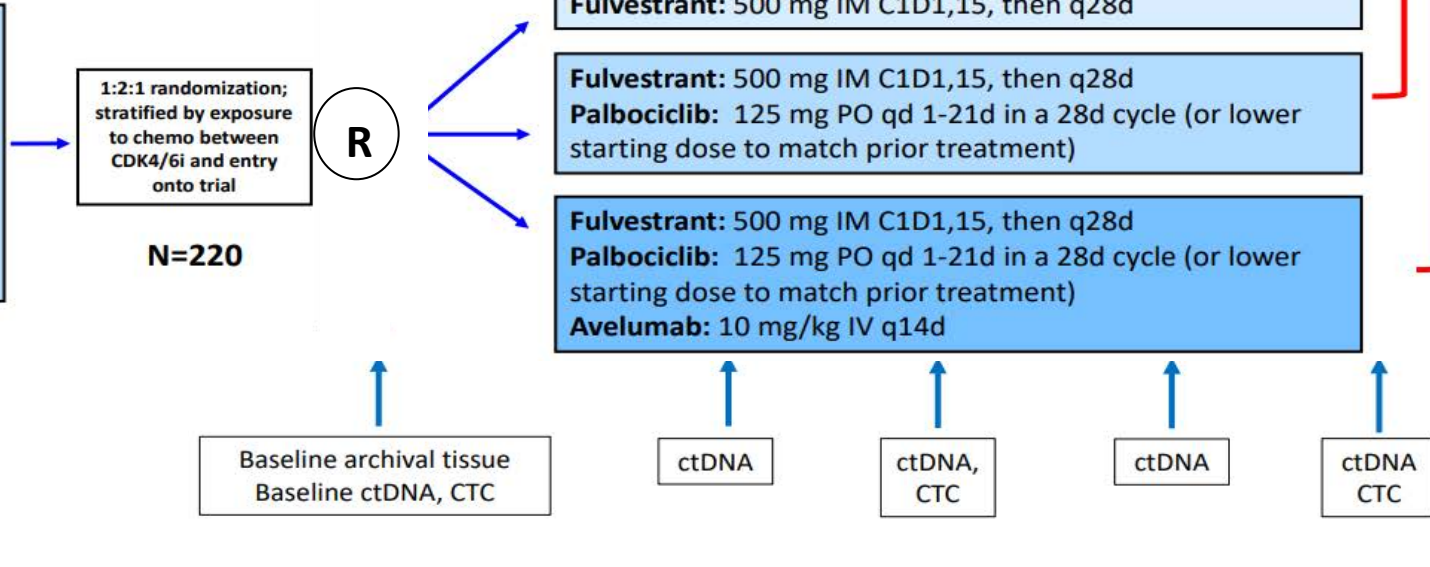 Fulvestrant: 500 mg IM C1D1,15, then q28d
1:2:1 randomization;
stratified by exposure
to chemo between
CDK4/6i and entry
onto trial
R
N=220
Fulvestrant: 500 mg IM C1D1,15, then q28d
Palbociclib: 125 mg PO qd 1-21d in a 28d cycle (or lower
starting dose to match prior treatment)
Fulvestrant: 500 mg IM C1D1,15, then q28d
Palbociclib: 125 mg PO qd 1-21d in a 28d cycle (or lower
starting dose to match prior treatment)
Avelumab: 10 mg/kg IV q14d
Baseline archival tissue
Baseline ctDNA, CTC
ctDNA
ctDNA,
CTC
ctDNA
ctDNA
CTC